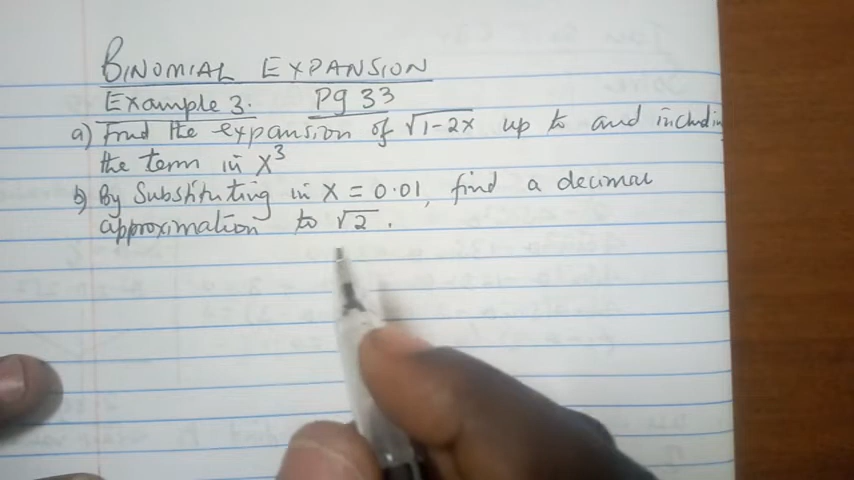 BINOMIAL EXPANSION
Example 3. Pg 33
a) Find the expansion of √1-2x up to and includin
the term in x³
b) By Substituting in x = 0.01, find a decimal
approximation to √2.